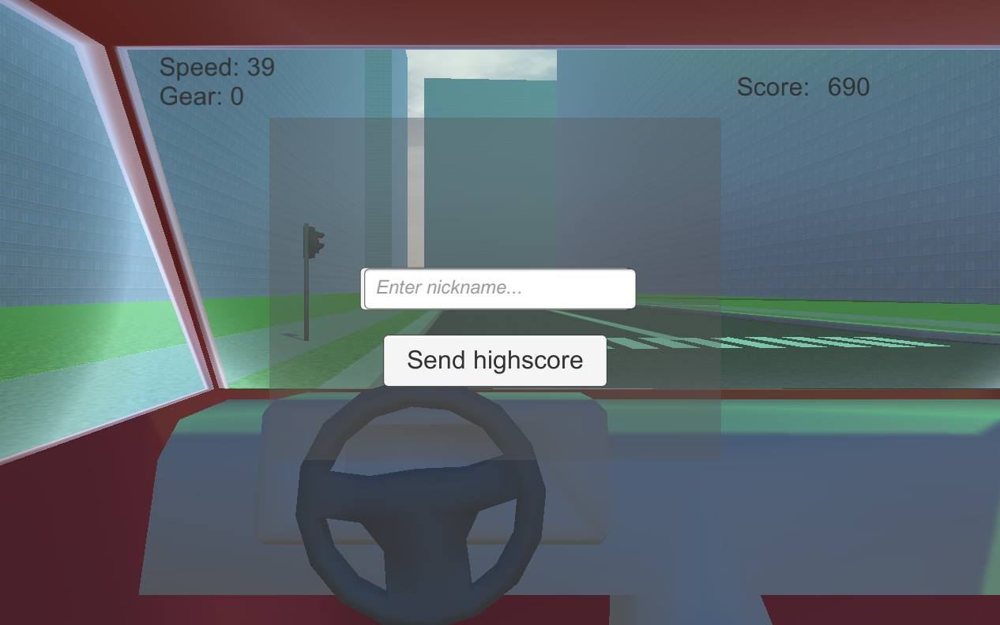 Speed: 39
Gear: 0
Score: 690
Enter nickname...
Send highscore